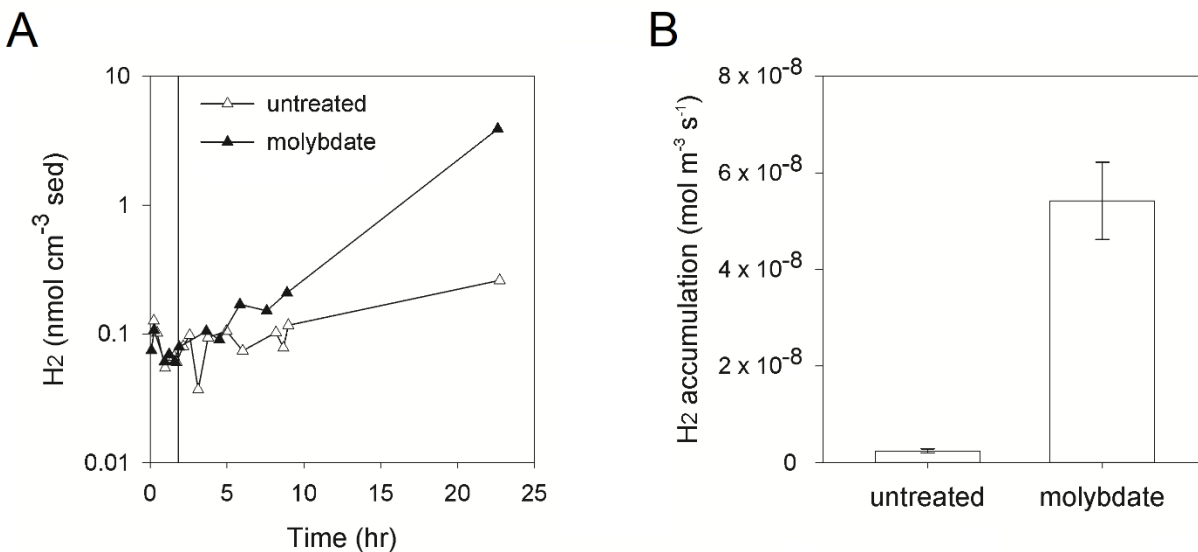 A
H2 (nmol cm-3 sed)
10
1
0.1
0.01
untreated
molybdate
0 5 10 15 20 25
Time (hr)
B
H2 accumulation (mol m-3 s-1)
8 x 10-8
6 x 10-8
4 x 10-8
2 x 10-8
0
untreated molybdate